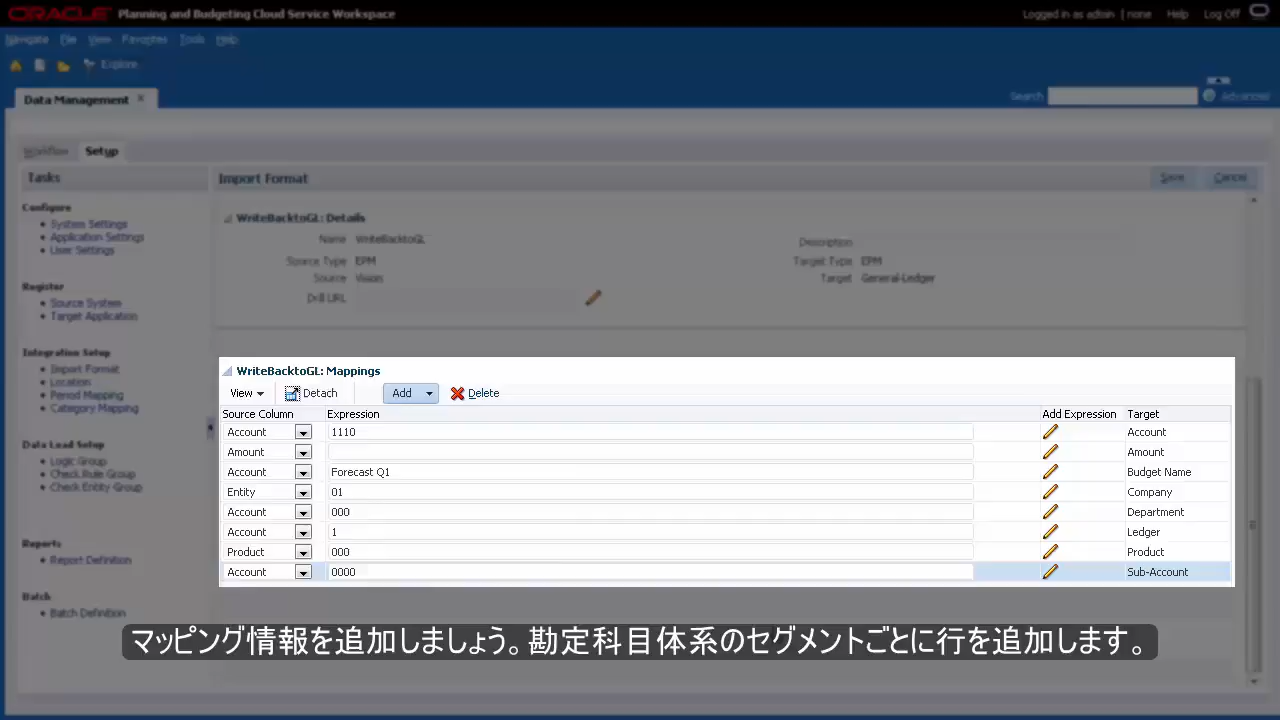 ORACLE Planning and Budgeting Cloud Service Workspace
Logged in as admin | none Help Log Off
Navigate File View Favorites Tools Help
Explore
Data Management
Search Advanced
Workflow Setup
Tasks
Import Format
Save Cancel
Configure
System Settings
Application Settings
User Settings
Register
Source System
Target Application
Integration Setup
Import Format
Location
Period Mapping
Category Mapping
Data Load Setup
Logic Group
Check Rule Group
Check Entity Group
Reports
Report Definition
Batch
Batch Definition
WriteBacktoGL: Details
Name WriteBacktoGL Description
Source Type EPM Target Type EPM
Source Vision Target General-Ledger
Drill URL
WriteBacktoGL: Mappings
View Detach Add Delete
Source Column Expression Add Expression Target
Account 1110 Account
Amount Amount
Account Forecast Q1 Budget Name
Entity 01 Company
Account 000 Department
Account 1 Ledger
Product 000 Product
Account 0000 Sub-Account
マッピング情報を追加しましょう。勘定科目体系のセグメントごとに行を追加します。